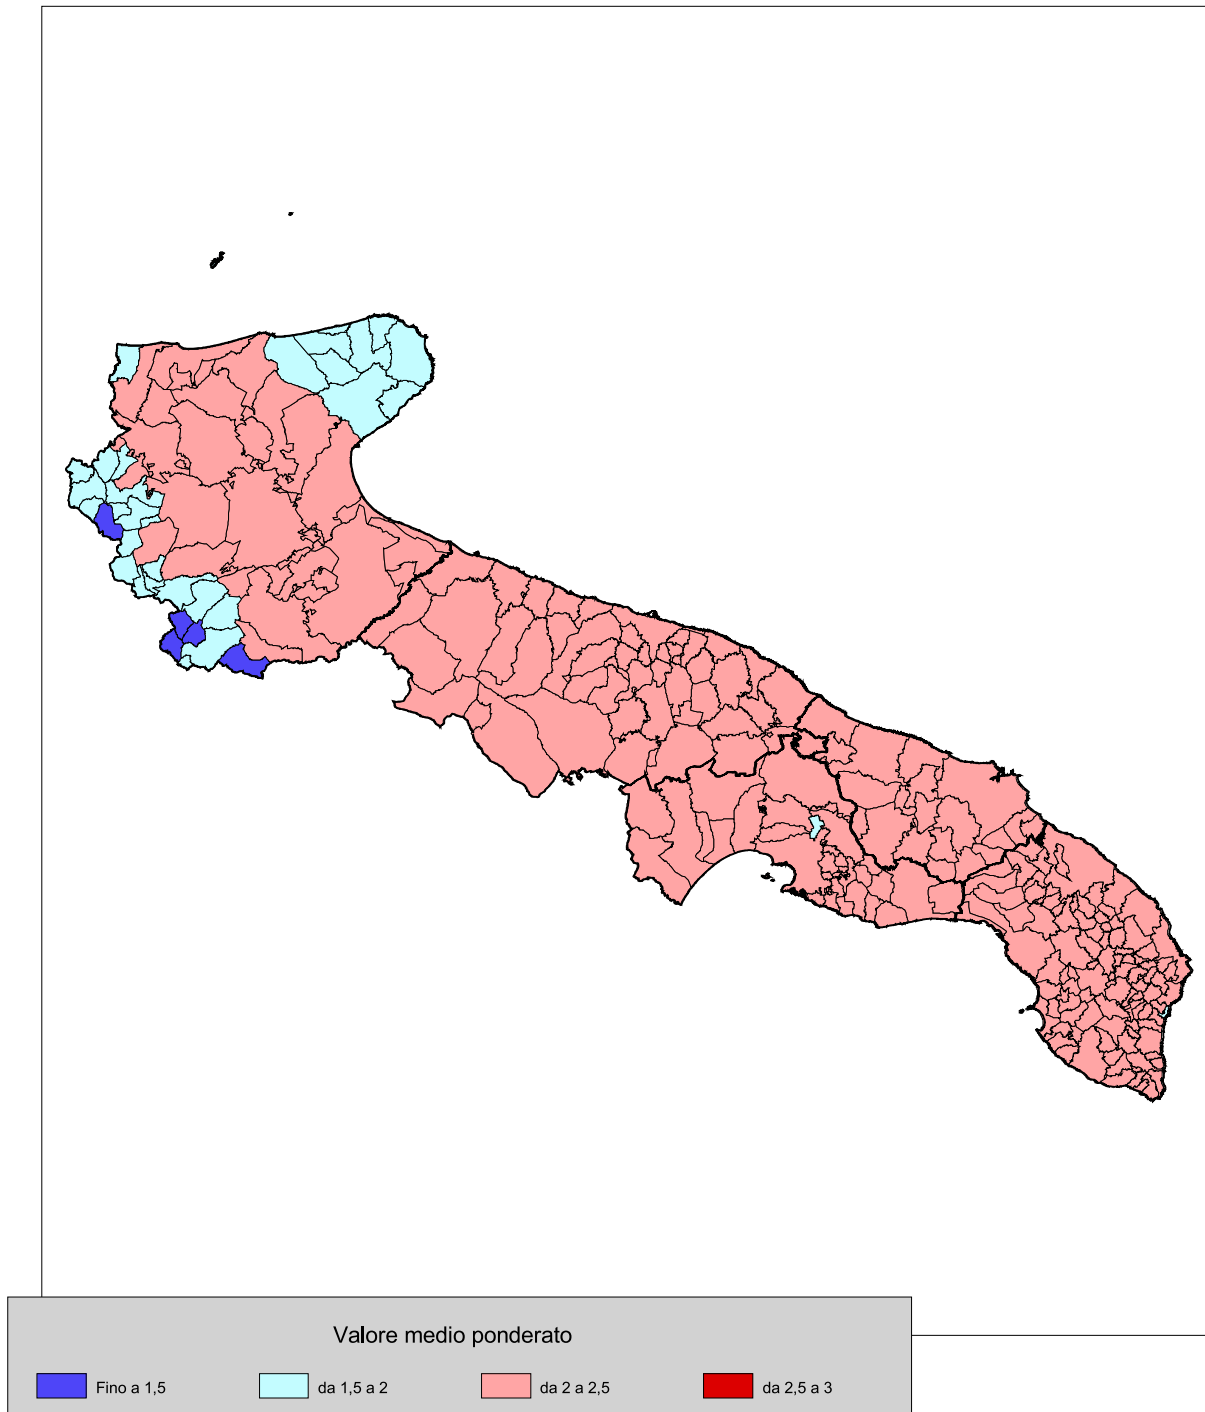 Valore medio ponderato
Fino a 1,5
da 1,5 a 2
da 2 a 2,5
da 2,5 a 3